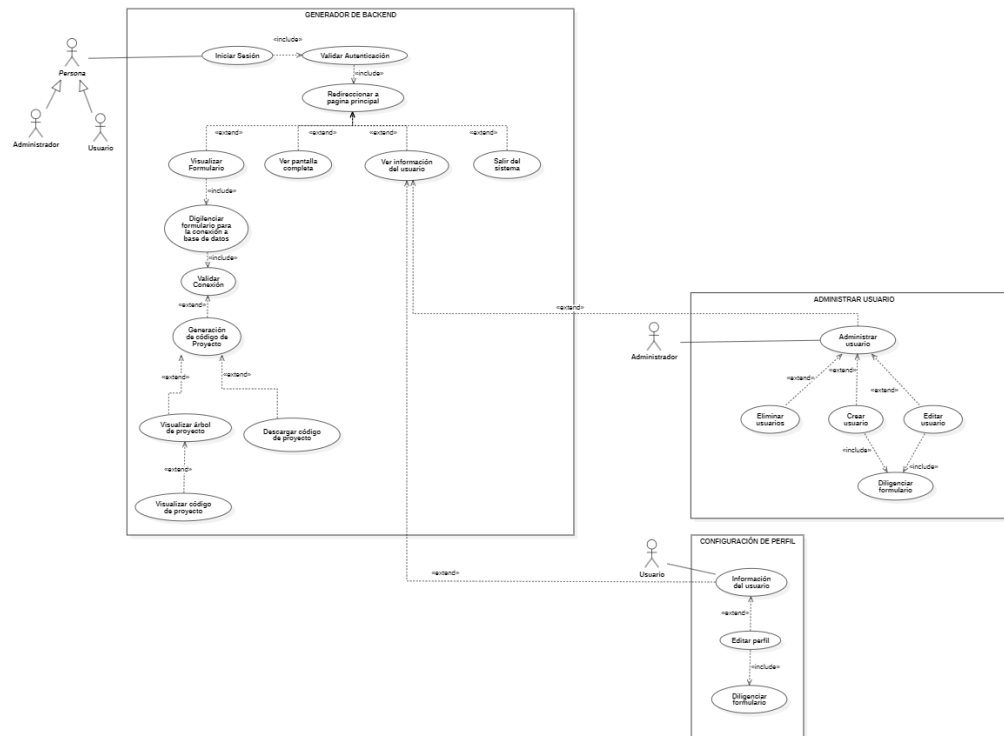 GENERADOR DE BACKEND
Persona
Administrador
Usuario
Iniciar Sesión
«include»
Validar Autenticación
«include»
Redireccionar a
pagina principal
«extend»
«extend»
«extend»
«extend»
Visualizar
Formulario
Ver pantalla
completa
Ver información
del usuario
Salir del
sistema
«include»
Digilenciar
formulario para
la conexión a
base de datos
«include»
Validar
Conexión
«extend»
Generación
de código de
Proyecto
«extend»
«extend»
Visualizar árbol
de proyecto
Descargar código
de proyecto
«extend»
Visualizar código
de proyecto
«extend»
ADMINISTRAR USUARIO
Administrador
Administrar
usuario
«extend»
«extend»
«extend»
Eliminar
usuarios
Crear
usuario
Editar
usuario
«include»
«include»
Diligenciar
formulario
CONFIGURACIÓN DE PERFIL
Usuario
«extend»
Información
del usuario
«extend»
Editar perfil
«include»
Diligenciar
formulario